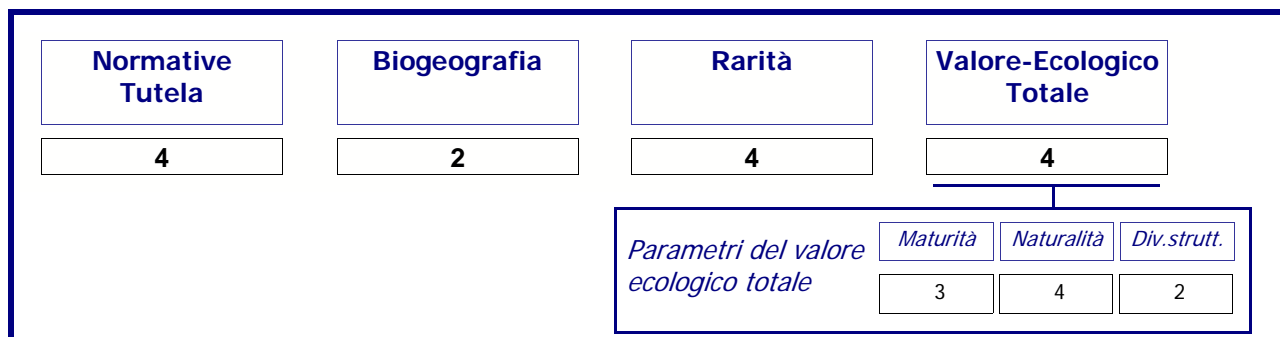 Normative Tutela
Biogeografia
Rarità
Valore-Ecologico Totale
4
2
4
4
Parametri del valore ecologico totale
Maturità
Naturalità
Div.strutt.
3
4
2